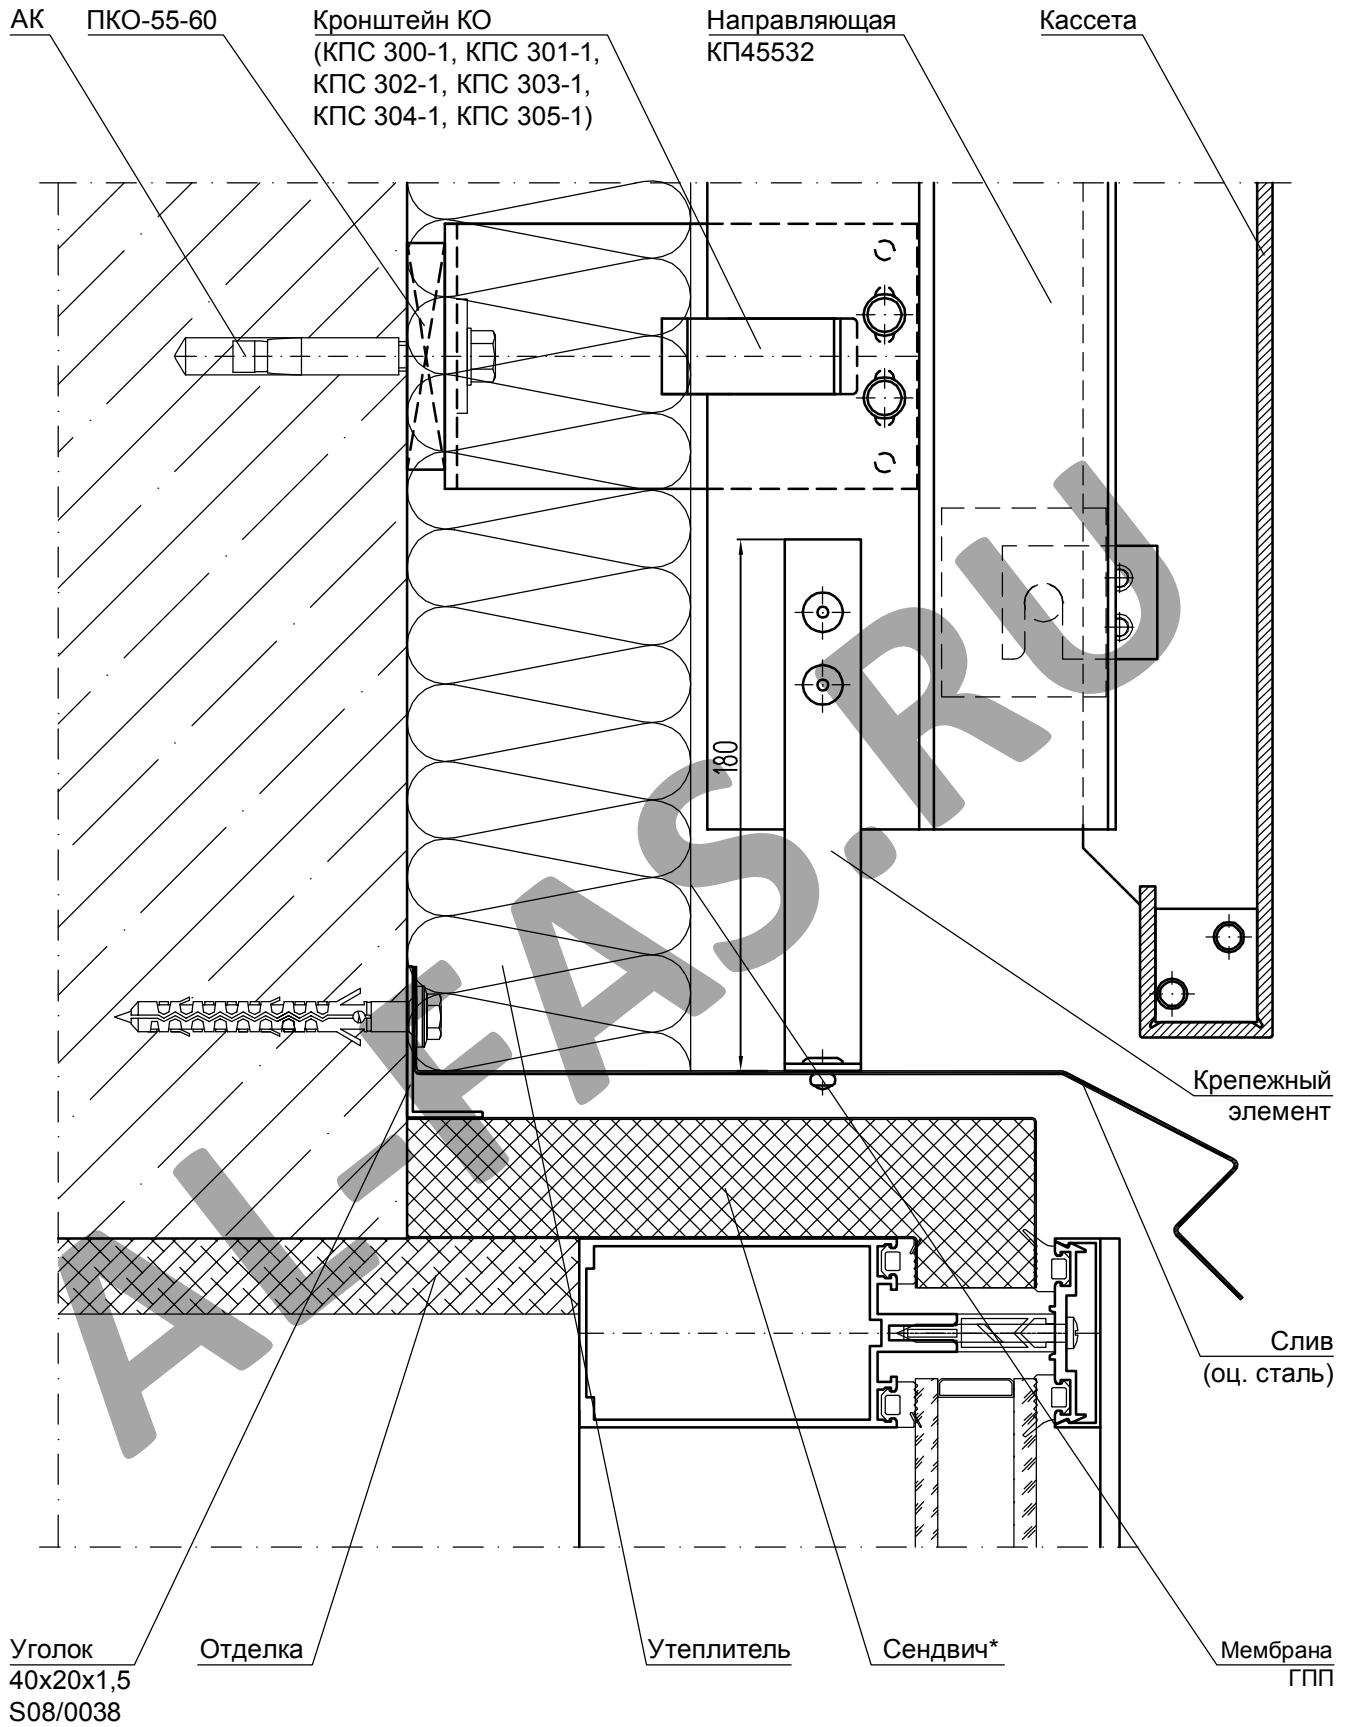 АК
ПКО-55-60
Кронштейн КО
(КПС 300-1, КПС 301-1,
КПС 302-1, КПС 303-1,
КПС 304-1, КПС 305-1)
Направляющая
КП45532
Кассета
180
AL-FAS.RU
Крепежный
элемент
Слив
(оц. сталь)
Уголок
40х20х1,5
S08/0038
Отделка
Утеплитель
Сендвич*
Мембрана
ГПП